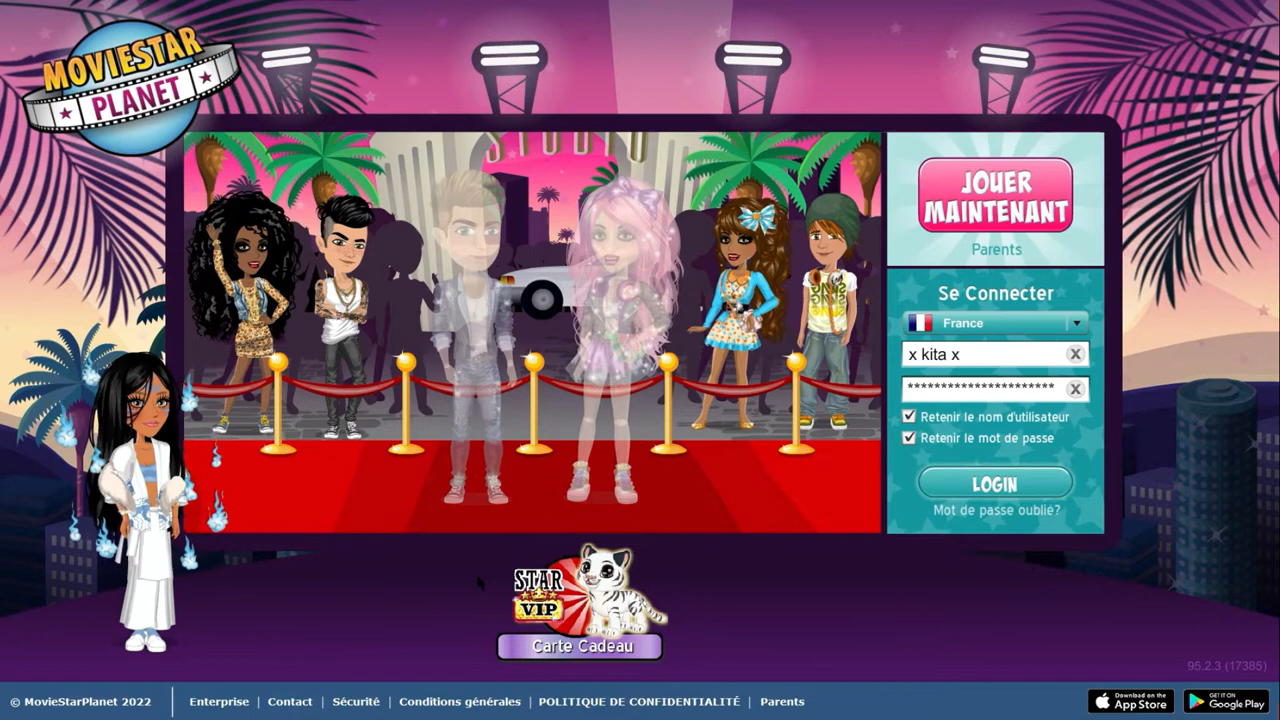 MOVIESTAR
PLANET
STUDIO
JOUER
MAINTENANT
Parents
Se Connecter
France
x kita x
**********************
Retenir le nom d'utilisateur
Retenir le mot de passe
LOGIN
Mot de passe oublié?
STAR
VIP
Carte Cadeau
95.2.3 (17385)
© MovieStarPlanet 2022
Enterprise | Contact | Sécurité | Conditions générales | POLITIQUE DE CONFIDENTIALITÉ | Parents
Download on the
App Store
GET IT ON
Google Play